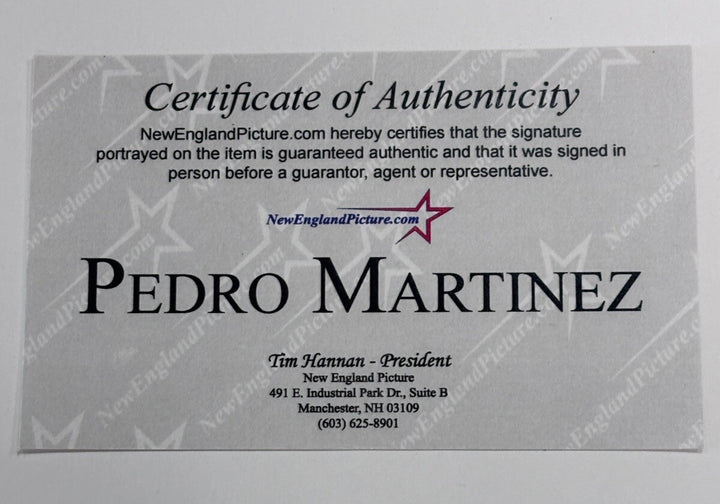 Certificate of Authenticity
NewEnglandPicture.com hereby certifies that the signature
portrayed on the item is guaranteed authentic and that it was signed in
person before a guarantor, agent or representative.
NewEnglandPicture.com
PEDRO MARTINEZ
Tim Hannan - President
New England Picture
491 E. Industrial Park Dr., Suite B
Manchester, NH 03109
(603) 625-8901